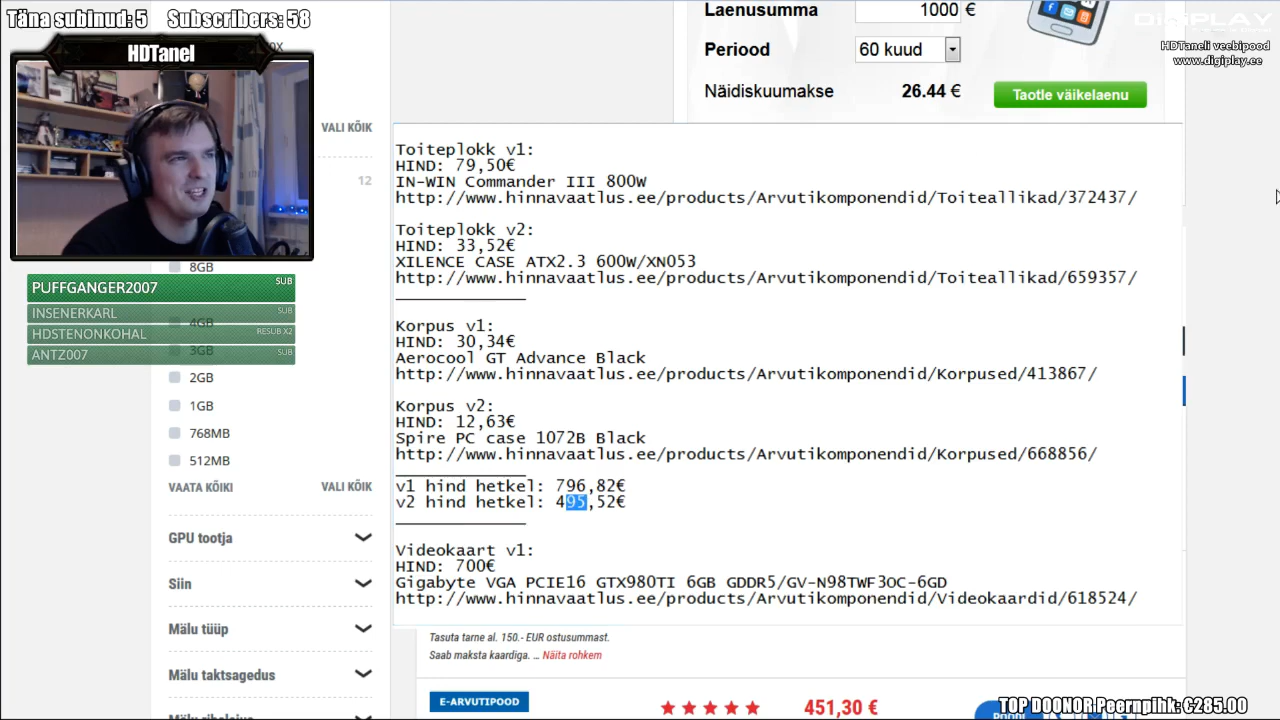 Täna subinud: 5 Subscribers: 58
HDTanel
VALI KÕIK
12
8GB
PUFFGANGER2007 SUB
INSENERKARL SUB
4GB
HDSTENONKOHAL RESUB X2
3GB
ANTZ007 SUB
2GB
1GB
768MB
512MB
VAATA KÕIKI VALI KÕIK
GPU tootja
Siin
Mälu tüüp
Mälu taktsagedus
Laenusumma 1000 €
Periood 60 kuud
Näidiskuumakse 26.44 € Taotle väikelaenu
DIGIPLAY
HDTaneli veebipood
www.digiplay.ee
Toiteplokk v1:
HIND: 79,50€
IN-WIN Commander III 800W
http://www.hinnavaatlus.ee/products/Arvutikomponendid/Toiteallikad/372437/
Toiteplokk v2:
HIND: 33,52€
XILENCE CASE ATX2.3 600W/XN053
http://www.hinnavaatlus.ee/products/Arvutikomponendid/Toiteallikad/659357/
Korpus v1:
HIND: 30,34€
Aerocool GT Advance Black
http://www.hinnavaatlus.ee/products/Arvutikomponendid/Korpused/413867/
Korpus v2:
HIND: 12,63€
Spire PC case 1072B Black
http://www.hinnavaatlus.ee/products/Arvutikomponendid/Korpused/668856/
v1 hind hetkel: 796,82€
v2 hind hetkel: 495,52€
Videokaart v1:
HIND: 700€
Gigabyte VGA PCIE16 GTX980TI 6GB GDDR5/GV-N98TWF3OC-6GD
http://www.hinnavaatlus.ee/products/Arvutikomponendid/Videokaardid/618524/
Tasuta tarne al. 150.- EUR ostusummast.
Saab maksta kaardiga. ... Näita rohkem
E-ARVUTIPOOD 451,30 €
TOP DOONOR Peernpihk: €285.00